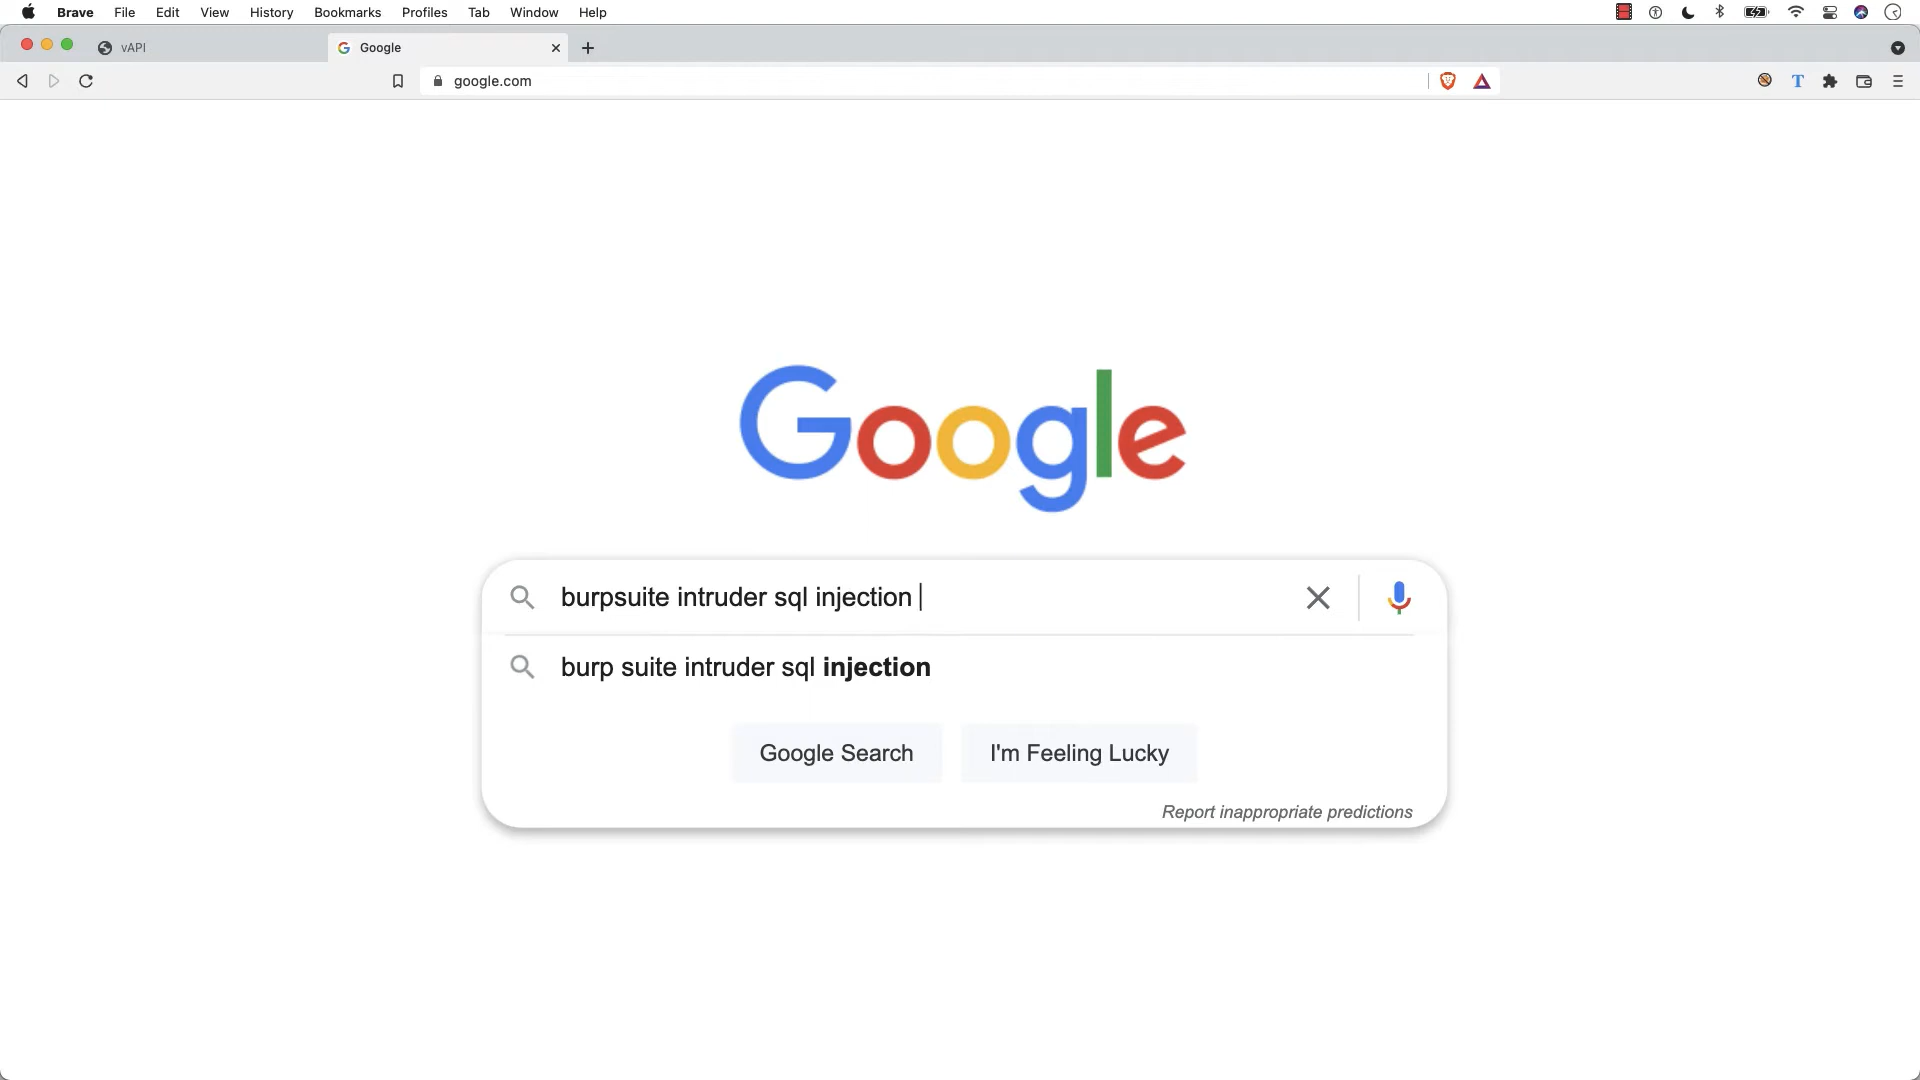 Brave File Edit View History Bookmarks Profiles Tab Window Help
vAPI
Google
google.com
T
Google
burpsuite intruder sql injection
burp suite intruder sql injection
Google Search I'm Feeling Lucky
Report inappropriate predictions